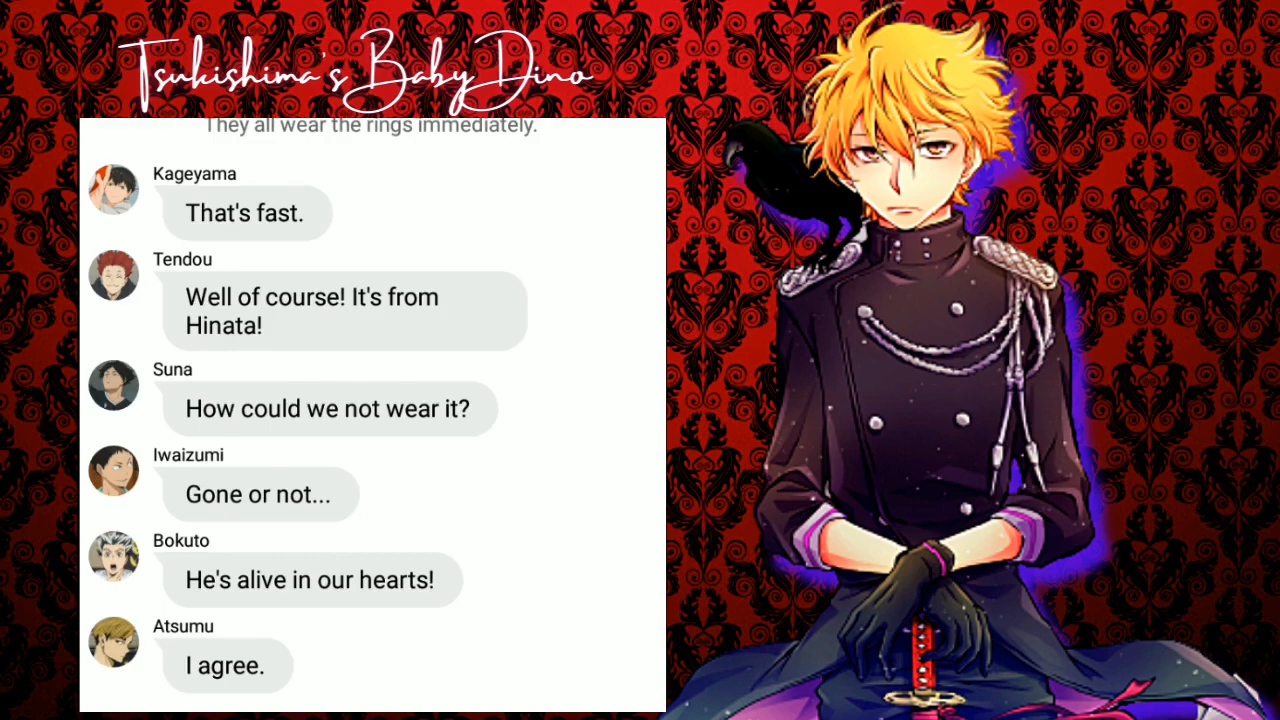 Tsukishima's Baby Dino
They all wear the rings immediately.
Kageyama
That's fast.
Tendou
Well of course! It's from
Hinata!
Suna
How could we not wear it?
Iwaizumi
Gone or not...
Bokuto
He's alive in our hearts!
Atsumu
I agree.